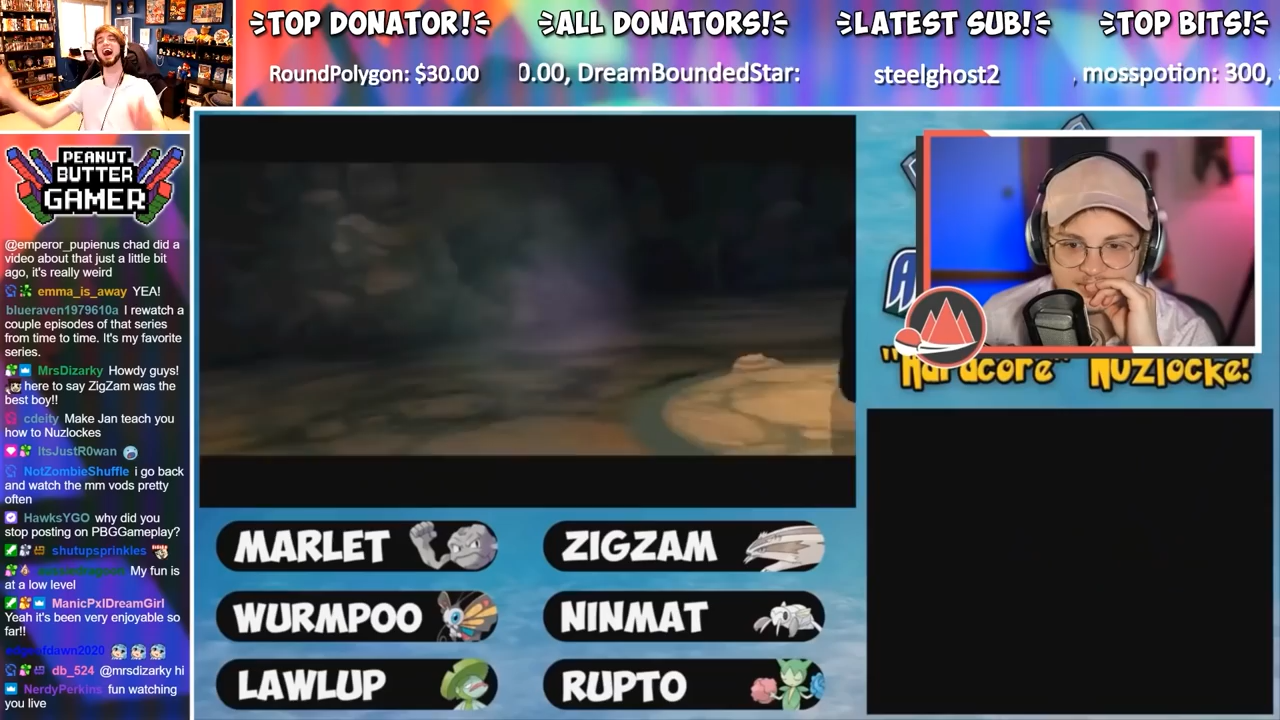 TOP DONATOR!
ALL DONATORS!
LATEST SUB!
TOP BITS!
RoundPolygon: $30.00
0.00, DreamBoundedStar:
steelghost2
, mosspotion: 300,
PEANUT
BUTTER
GAMER
@emperor_pupienus chad did a
video about that just a little bit
ago, it's really weird
emma_is_away YEA!
blueraven1979610a I rewatch a
couple episodes of that series
from time to time. It's my favorite
series.
MrsDizarky Howdy guys!
here to say ZigZam was the
best boy!!
cdeity Make Jan teach you
how to Nuzlockes
ItsJustR0wan
NotZombieShuffle i go back
and watch the mm vods pretty
often
HawksYGO why did you
stop posting on PBGGameplay?
shutupsprinkles
My fun is
at a low level
ManicPxlDreamGirl
Yeah it's been very enjoyable so
far!!
edgeofdawn2020
db_524 @mrsdizarky hi
NerdyPerkins fun watching
you live
"Hardcore" Nuzlocke!
MARLET
ZIGZAM
WURMPOO
NINMAT
LAWLUP
RUPTO